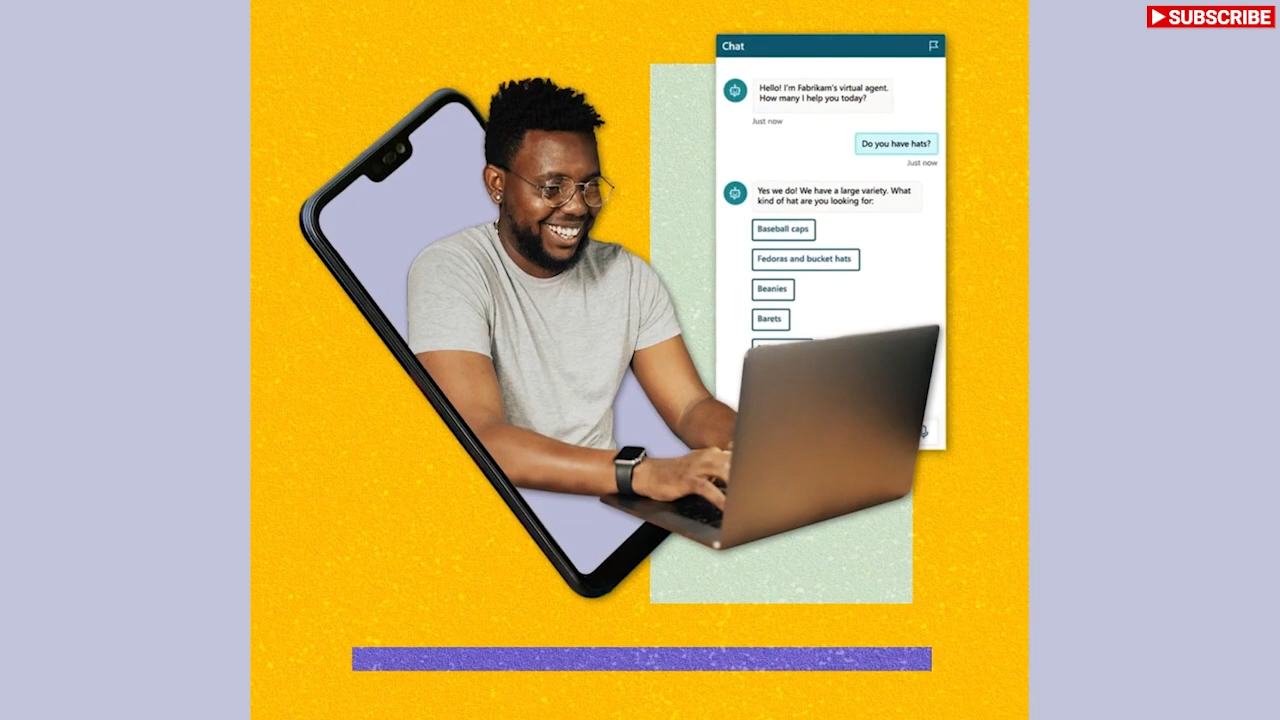 SUBSCRIBE
Chat
Hello! I'm Fabrikam's virtual agent.
How many I help you today?
Just now
Do you have hats?
Just now
Yes we do! We have a large variety. What
kind of hat are you looking for:
Baseball caps
Fedoras and bucket hats
Beanies
Barets